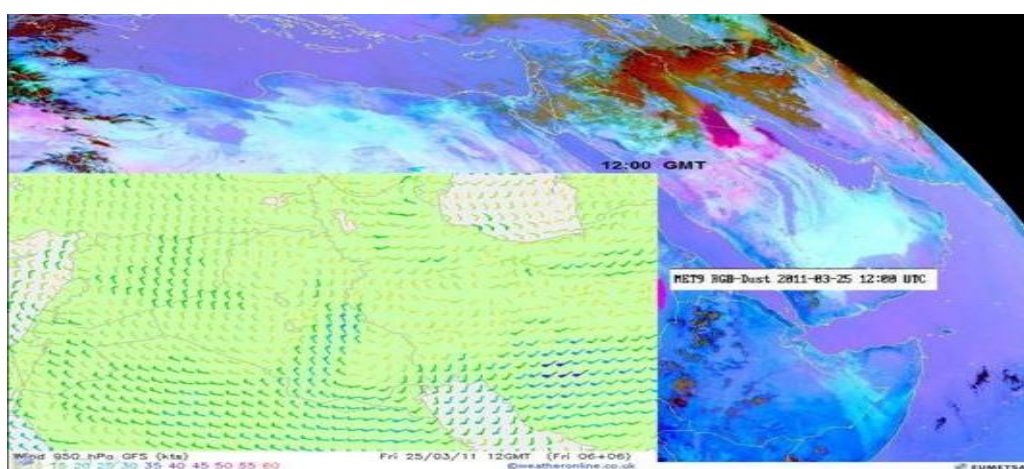 12:00 GMT
MET9 RGB-Dust 2011-03-25 12:00 UTC
Wind 950 hPa GFS (kts)
Fri 25/03/11 12GMT (Fri 06+06)
15 20 25 30 35 40 45 50 55 60
©weatheronline.co.uk